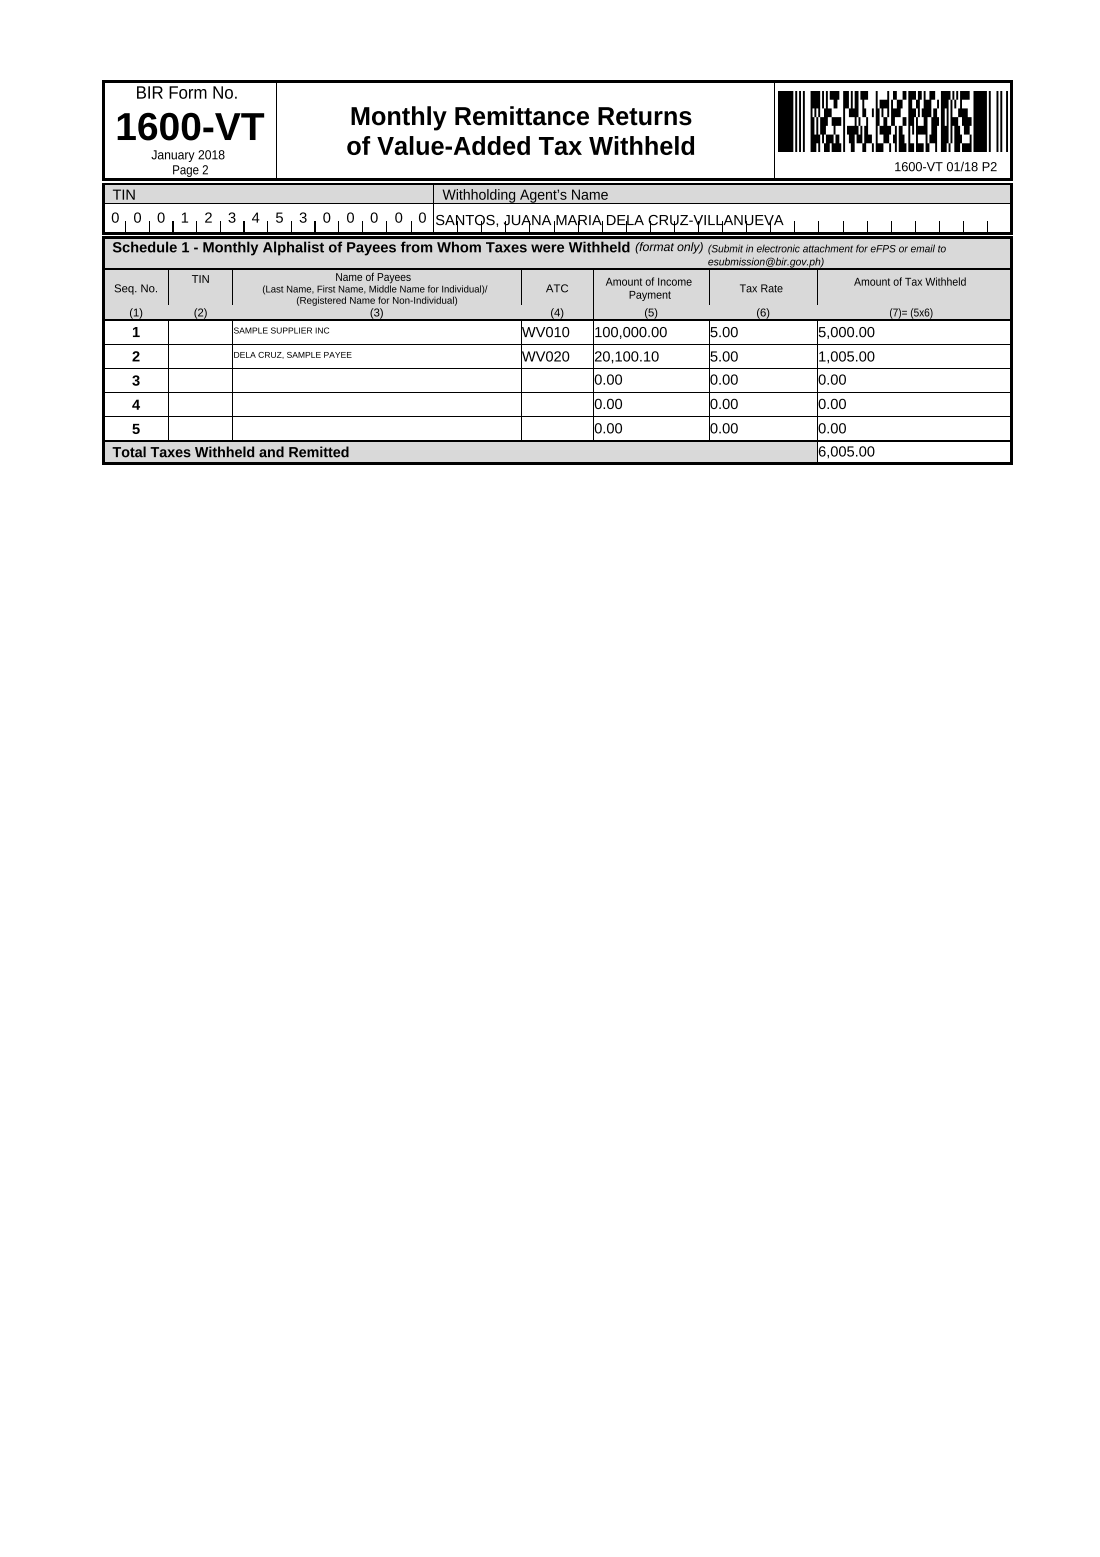 BIR Form No.
1600-VT
January 2018
Page 2
Monthly Remittance Returns
of Value-Added Tax Withheld
1600-VT 01/18 P2
TIN
Withholding Agent's Name
0 0 0 1 2 3 4 5 3 0 0 0 0 0
SANTOS, JUANA MARIA DELA CRUZ-VILLANUEVA
Schedule 1 - Monthly Alphalist of Payees from Whom Taxes were Withheld (format only) (Submit in electronic attachment for eFPS or email to
esubmission@bir.gov.ph)
Seq. No.
(1)
TIN
(2)
Name of Payees
(Last Name, First Name, Middle Name for Individual)/
(Registered Name for Non-Individual)
(3)
ATC
(4)
Amount of Income
Payment
(5)
Tax Rate
(6)
Amount of Tax Withheld
(7)= (5x6)
1 SAMPLE SUPPLIER INC WV010 100,000.00 5.00 5,000.00
2 DELA CRUZ, SAMPLE PAYEE WV020 20,100.10 5.00 1,005.00
3 0.00 0.00 0.00
4 0.00 0.00 0.00
5 0.00 0.00 0.00
Total Taxes Withheld and Remitted 6,005.00